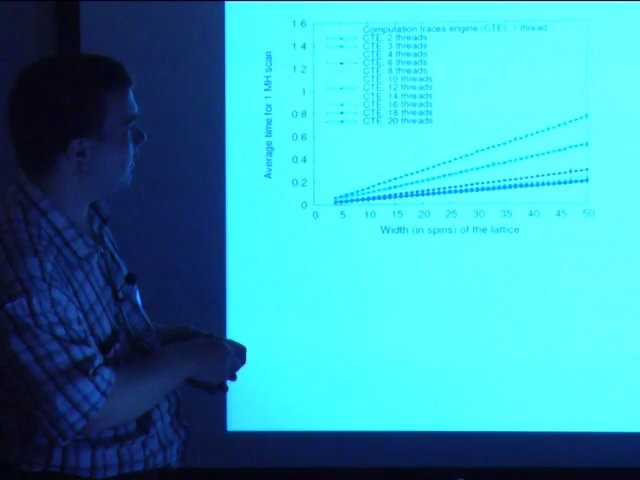 1.6
Computation traces engine (CTE): 1 thread
CTE: 2 threads
CTE: 3 threads
CTE: 4 threads
CTE: 6 threads
CTE: 8 threads
CTE: 10 threads
CTE: 12 threads
CTE: 14 threads
CTE: 16 threads
CTE: 18 threads
CTE: 20 threads
1.4
1.2
1
0.8
0.6
0.4
0.2
0
Average time for 1 MH scan
0 5 10 15 20 25 30 35 40 45 50
Width (in spins) of the lattice